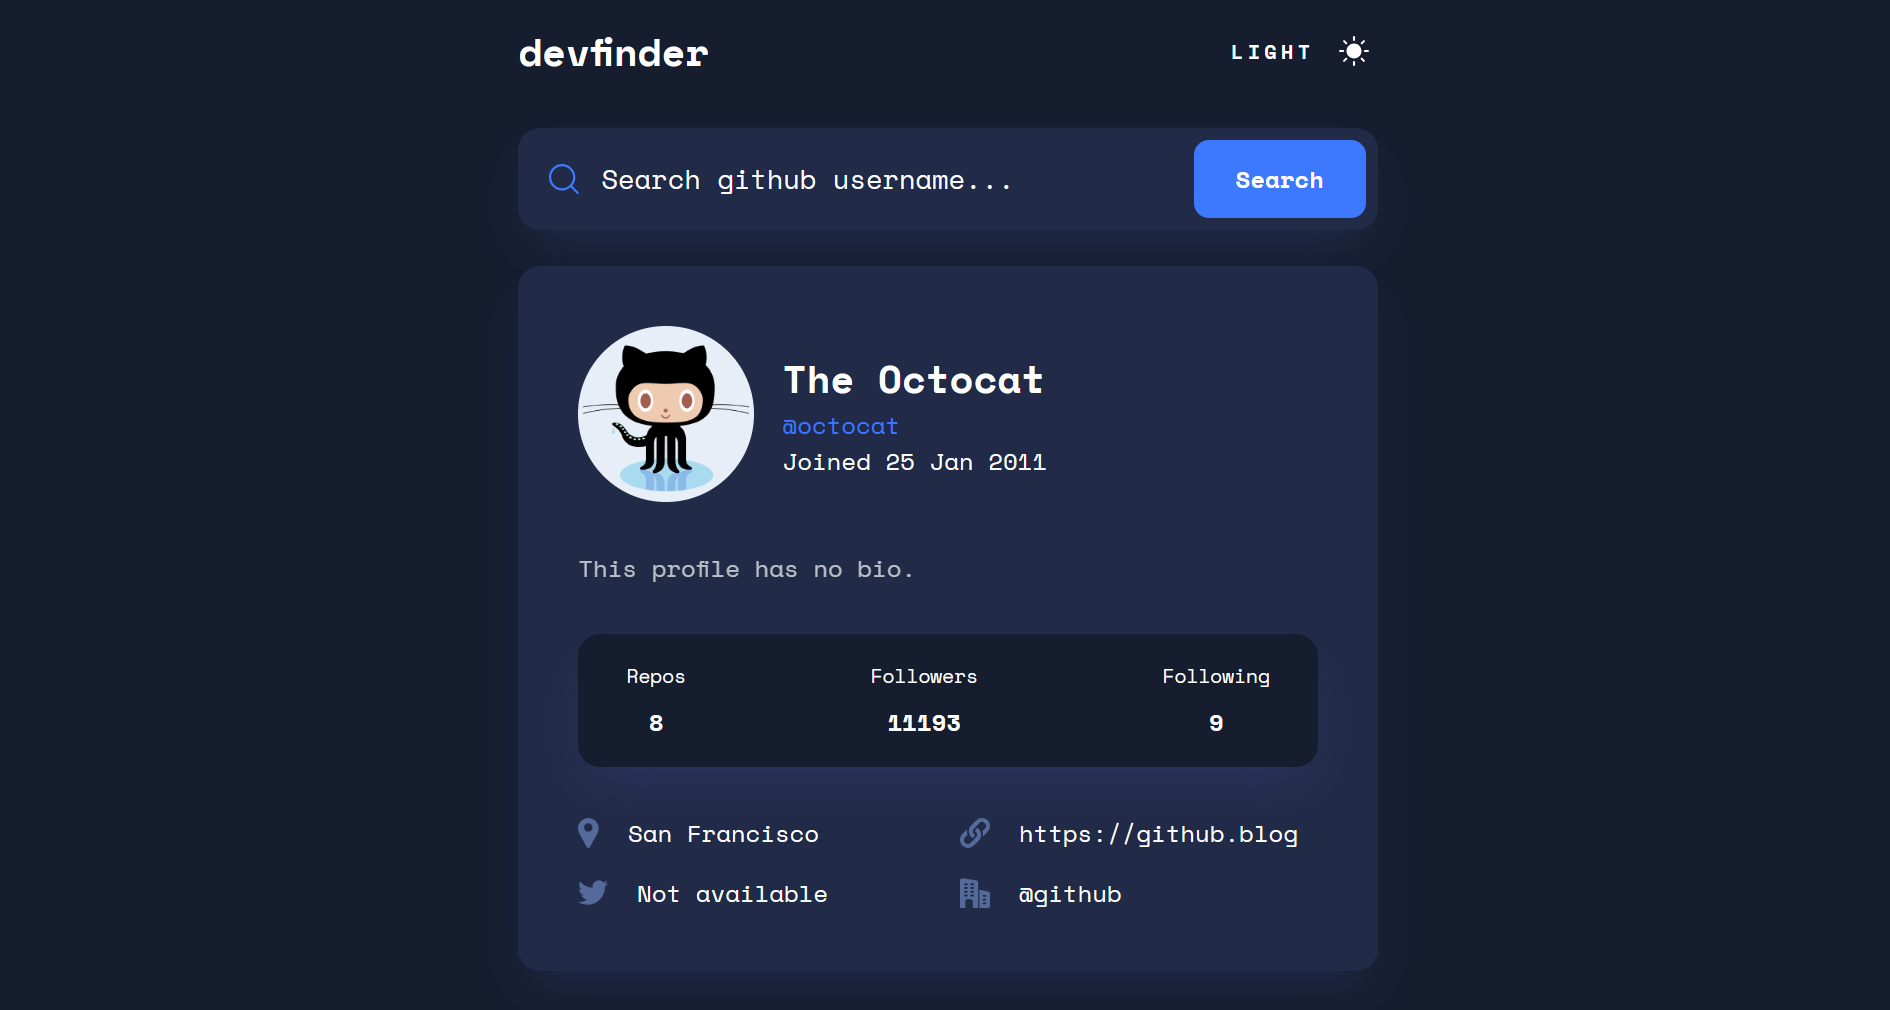 devfinder
LIGHT
Search github username...
Search
The Octocat
@octocat
Joined 25 Jan 2011
This profile has no bio.
Repos Followers Following
8 11193 9
San Francisco https://github.blog
Not available @github